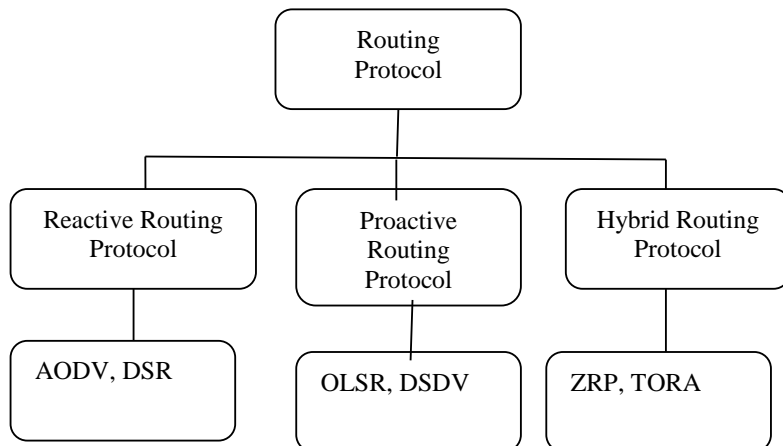 Routing
Protocol
Reactive Routing
Protocol
Proactive
Routing
Protocol
Hybrid Routing
Protocol
AODV, DSR
OLSR, DSDV
ZRP, TORA